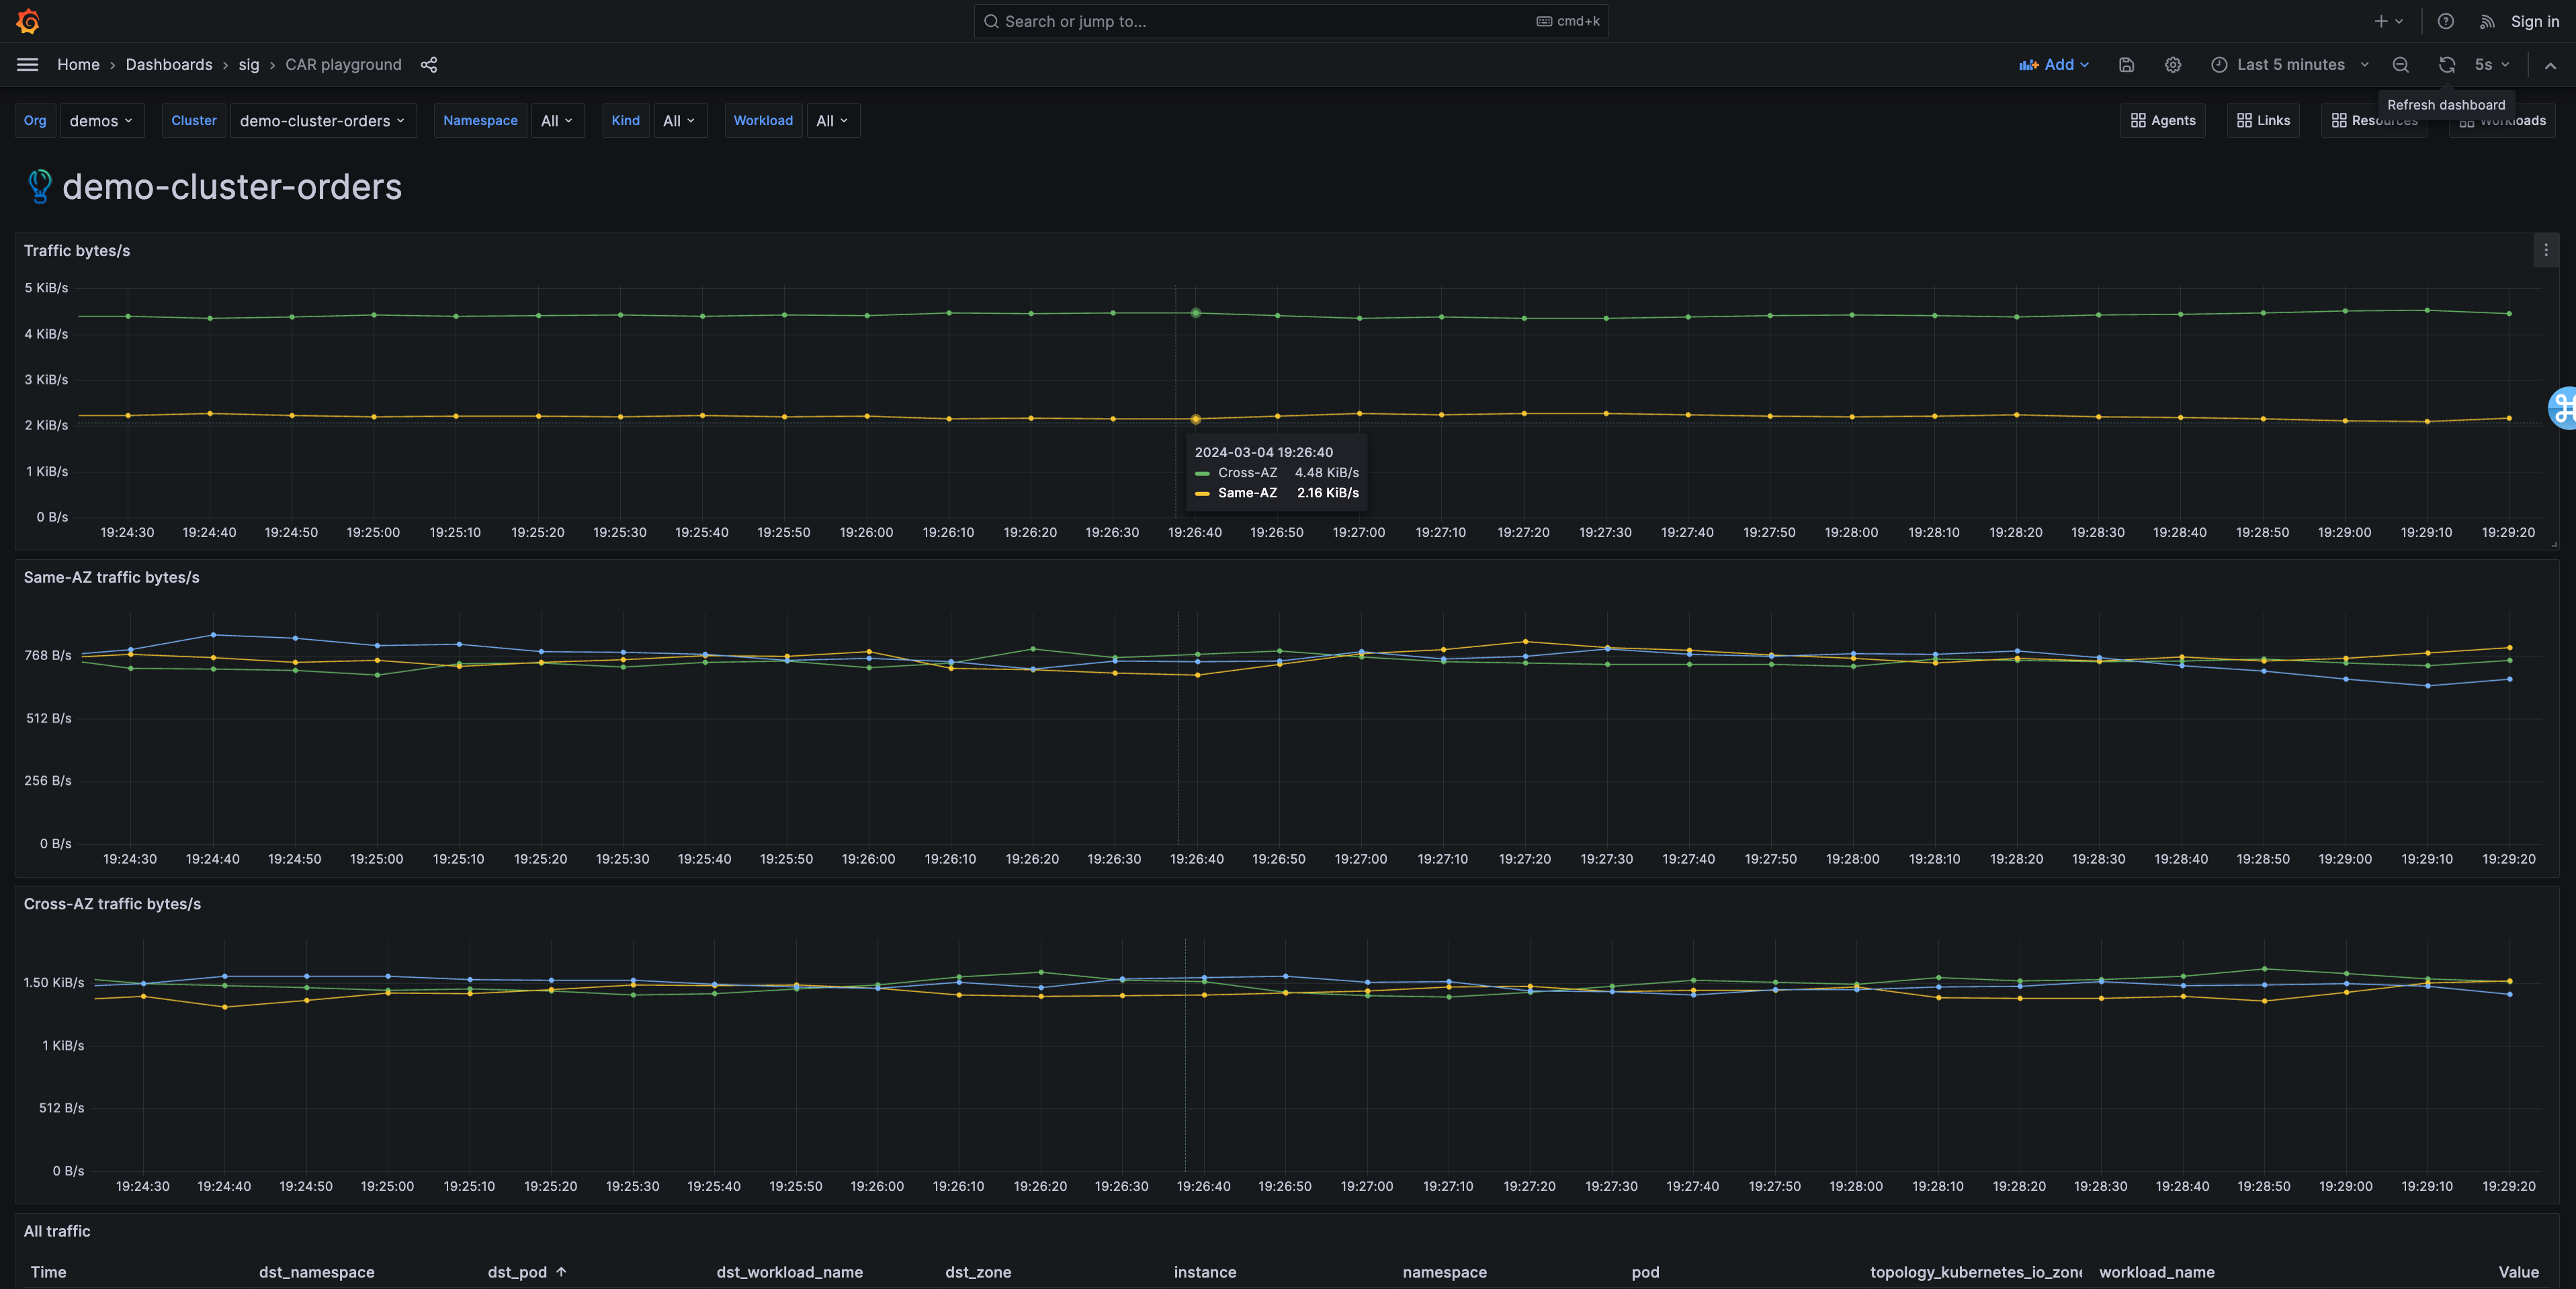 Search or jump to... cmd+k Sign in
Home › Dashboards › sig › CAR playground Add Last 5 minutes 5s
Refresh dashboard
Org demos Cluster demo-cluster-orders Namespace All Kind All Workload All Agents Links Resources Workloads
demo-cluster-orders
Traffic bytes/s
5 KiB/s
4 KiB/s
3 KiB/s
2 KiB/s
1 KiB/s
0 B/s
2024-03-04 19:26:40
Cross-AZ 4.48 KiB/s
Same-AZ 2.16 KiB/s
19:24:30 19:24:40 19:24:50 19:25:00 19:25:10 19:25:20 19:25:30 19:25:40 19:25:50 19:26:00 19:26:10 19:26:20 19:26:30 19:26:40 19:26:50 19:27:00 19:27:10 19:27:20 19:27:30 19:27:40 19:27:50 19:28:00 19:28:10 19:28:20 19:28:30 19:28:40 19:28:50 19:29:00 19:29:10 19:29:20
Same-AZ traffic bytes/s
768 B/s
512 B/s
256 B/s
0 B/s
19:24:30 19:24:40 19:24:50 19:25:00 19:25:10 19:25:20 19:25:30 19:25:40 19:25:50 19:26:00 19:26:10 19:26:20 19:26:30 19:26:40 19:26:50 19:27:00 19:27:10 19:27:20 19:27:30 19:27:40 19:27:50 19:28:00 19:28:10 19:28:20 19:28:30 19:28:40 19:28:50 19:29:00 19:29:10 19:29:20
Cross-AZ traffic bytes/s
1.50 KiB/s
1 KiB/s
512 B/s
0 B/s
19:24:30 19:24:40 19:24:50 19:25:00 19:25:10 19:25:20 19:25:30 19:25:40 19:25:50 19:26:00 19:26:10 19:26:20 19:26:30 19:26:40 19:26:50 19:27:00 19:27:10 19:27:20 19:27:30 19:27:40 19:27:50 19:28:00 19:28:10 19:28:20 19:28:30 19:28:40 19:28:50 19:29:00 19:29:10 19:29:20
All traffic
Time dst_namespace dst_pod ↑ dst_workload_name dst_zone instance namespace pod topology_kubernetes_io_zone workload_name Value